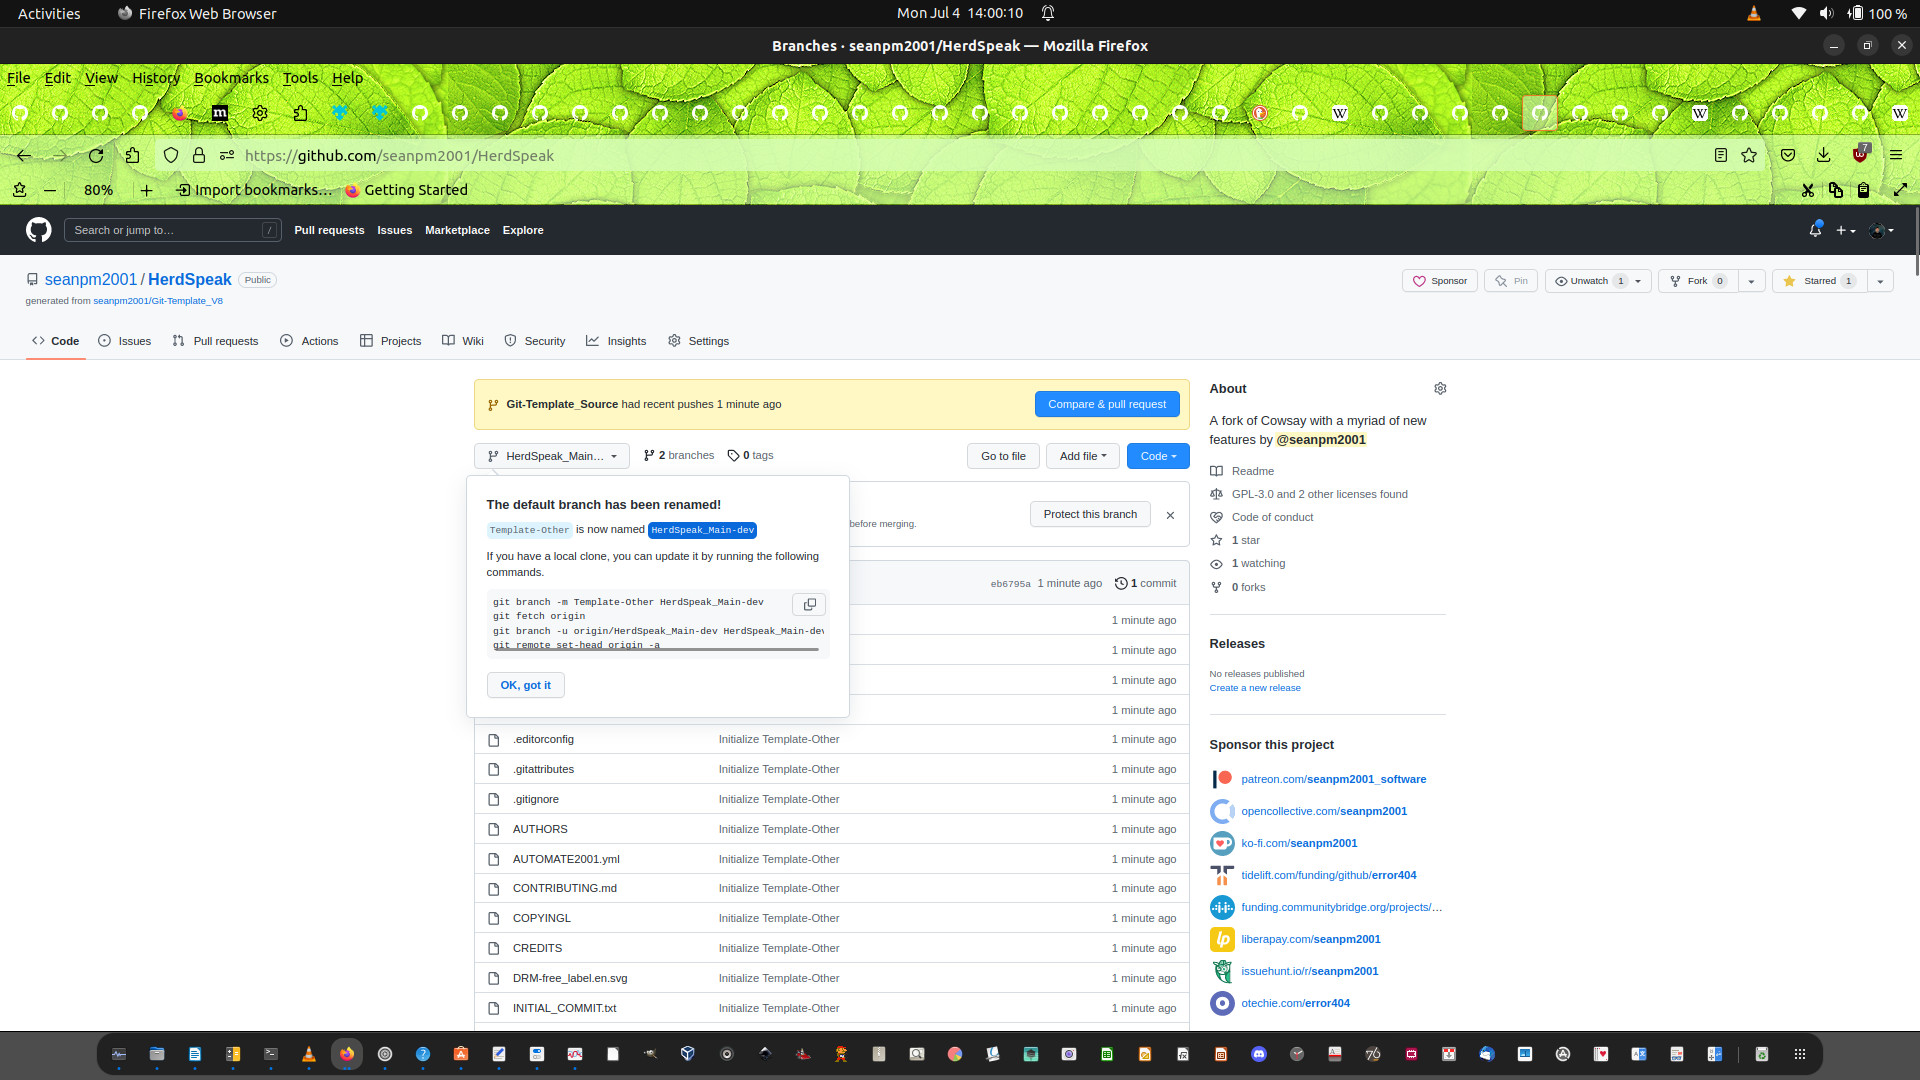 Activities
Firefox Web Browser
Mon Jul 4 14:00:10
100 %
Branches · seanpm2001/HerdSpeak — Mozilla Firefox
File Edit View History Bookmarks Tools Help
https://github.com/seanpm2001/HerdSpeak
7
80%
Import bookmarks…
Getting Started
Search or jump to…
/
Pull requests Issues Marketplace Explore
seanpm2001/HerdSpeak Public
generated from seanpm2001/Git-Template_V8
Sponsor
Pin
Unwatch 1
Fork 0
Starred 1
Code
Issues
Pull requests
Actions
Projects
Wiki
Security
Insights
Settings
Git-Template_Source had recent pushes 1 minute ago
Compare & pull request
HerdSpeak_Main…
2 branches
0 tags
Go to file
Add file
Code
The default branch has been renamed!
Template-Other is now named HerdSpeak_Main-dev
If you have a local clone, you can update it by running the following
commands.
git branch -m Template-Other HerdSpeak_Main-dev
git fetch origin
git branch -u origin/HerdSpeak_Main-dev HerdSpeak_Main-dev
git remote set-head origin -a
OK, got it
before merging.
Protect this branch
eb6795a 1 minute ago
1 commit
1 minute ago
1 minute ago
1 minute ago
1 minute ago
.editorconfig Initialize Template-Other 1 minute ago
.gitattributes Initialize Template-Other 1 minute ago
.gitignore Initialize Template-Other 1 minute ago
AUTHORS Initialize Template-Other 1 minute ago
AUTOMATE2001.yml Initialize Template-Other 1 minute ago
CONTRIBUTING.md Initialize Template-Other 1 minute ago
COPYINGL Initialize Template-Other 1 minute ago
CREDITS Initialize Template-Other 1 minute ago
DRM-free_label.en.svg Initialize Template-Other 1 minute ago
INITIAL_COMMIT.txt Initialize Template-Other 1 minute ago
About
A fork of Cowsay with a myriad of new
features by @seanpm2001
Readme
GPL-3.0 and 2 other licenses found
Code of conduct
1 star
1 watching
0 forks
Releases
No releases published
Create a new release
Sponsor this project
patreon.com/seanpm2001_software
opencollective.com/seanpm2001
ko-fi.com/seanpm2001
tidelift.com/funding/github/error404
funding.communitybridge.org/projects/…
liberapay.com/seanpm2001
issuehunt.io/r/seanpm2001
otechie.com/error404